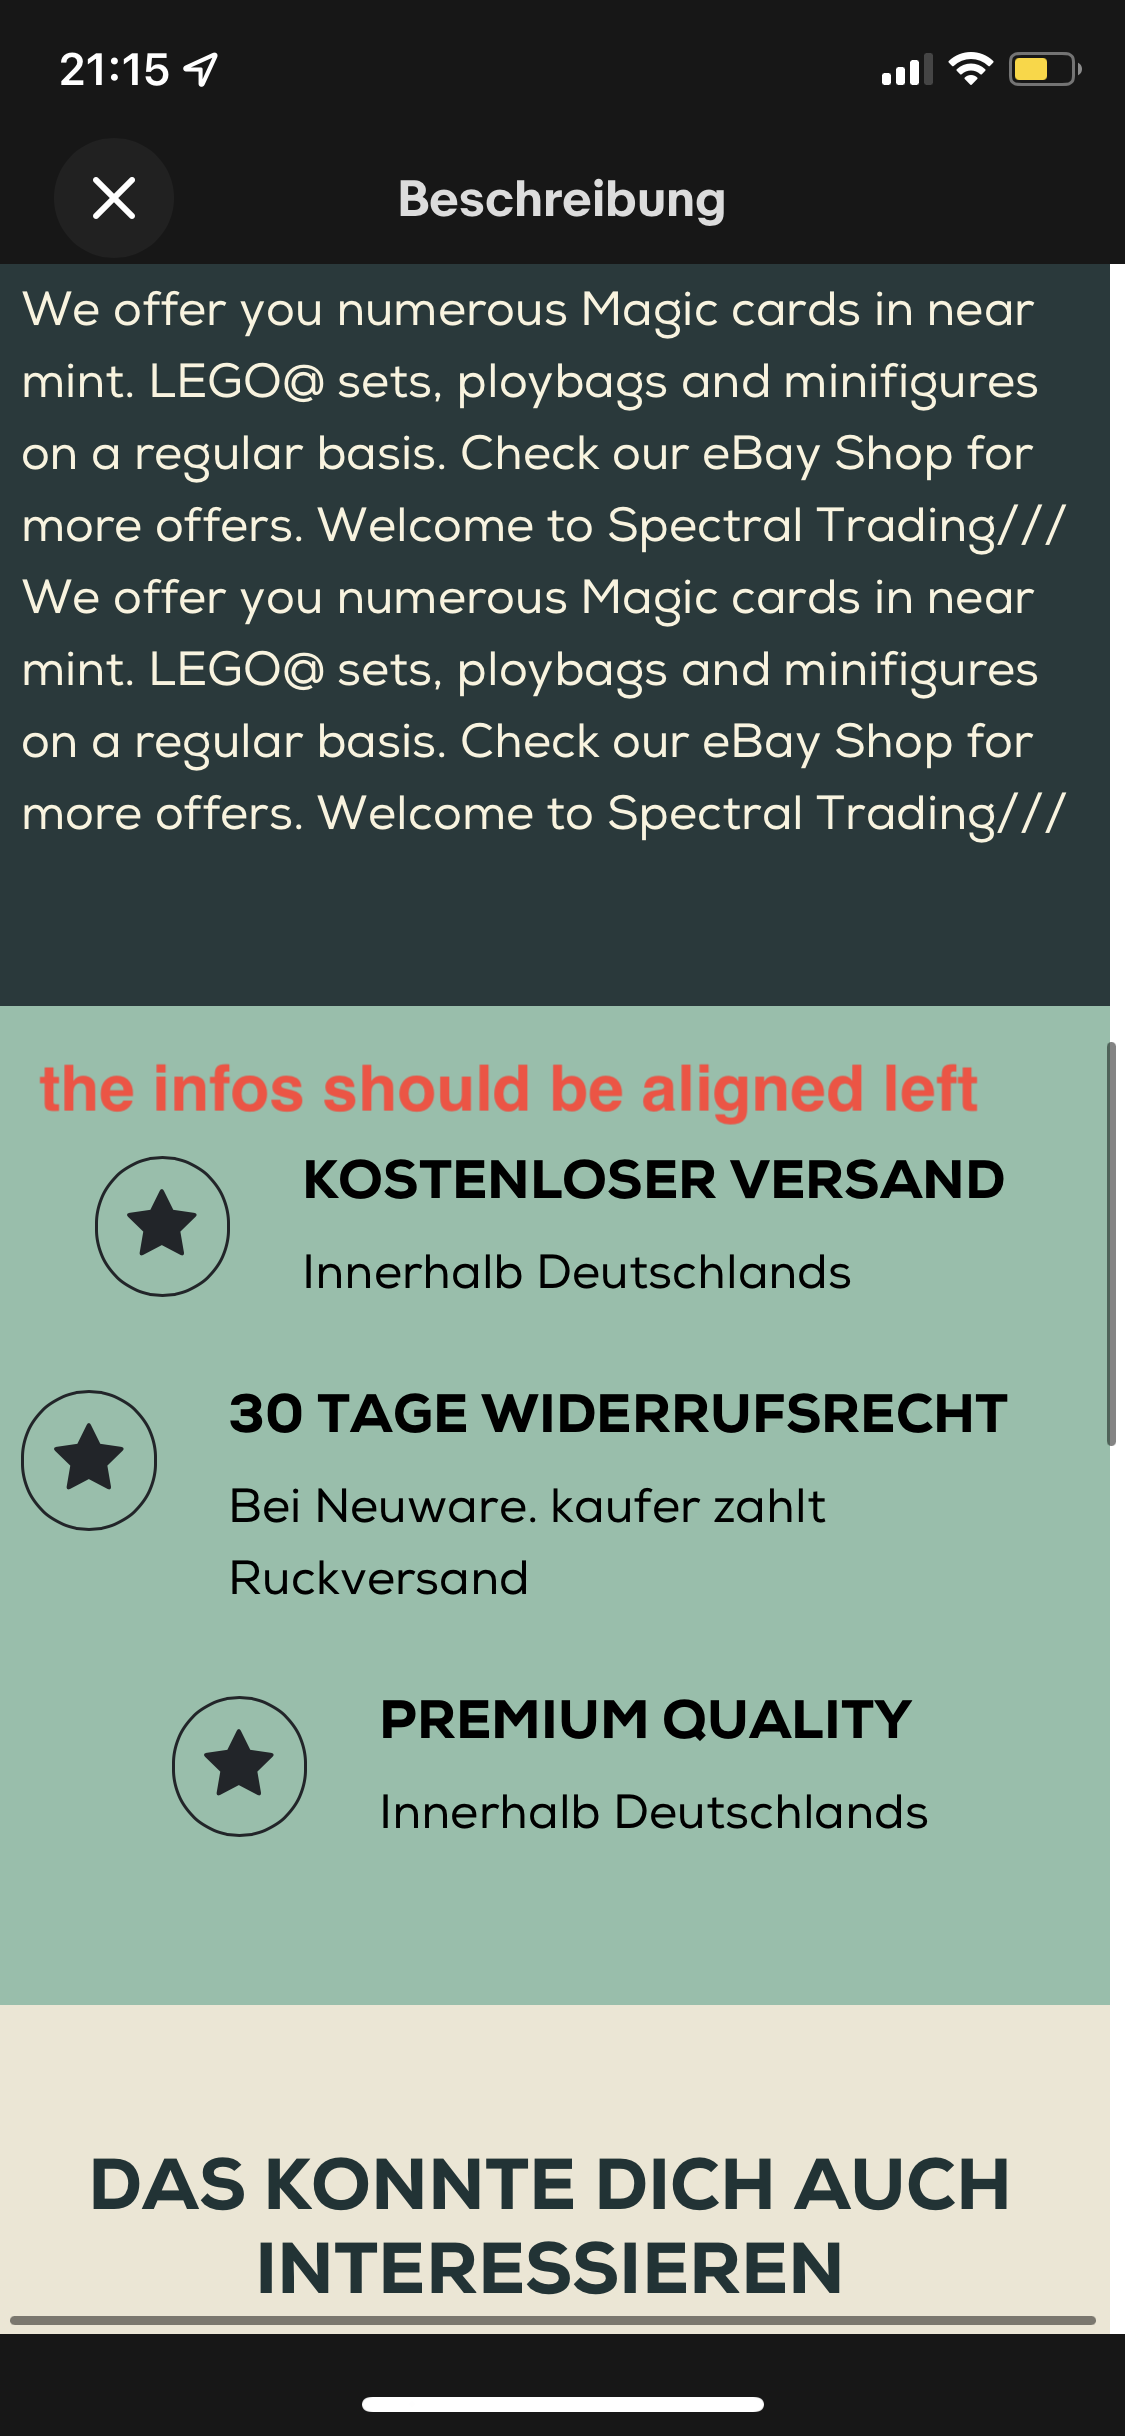 21:15
Beschreibung
We offer you numerous Magic cards in near
mint. LEGO@ sets, ploybags and minifigures
on a regular basis. Check our eBay Shop for
more offers. Welcome to Spectral Trading///
We offer you numerous Magic cards in near
mint. LEGO@ sets, ploybags and minifigures
on a regular basis. Check our eBay Shop for
more offers. Welcome to Spectral Trading///
the infos should be aligned left
KOSTENLOSER VERSAND
Innerhalb Deutschlands
30 TAGE WIDERRUFSRECHT
Bei Neuware. kaufer zahlt
Ruckversand
PREMIUM QUALITY
Innerhalb Deutschlands
DAS KONNTE DICH AUCH
INTERESSIEREN